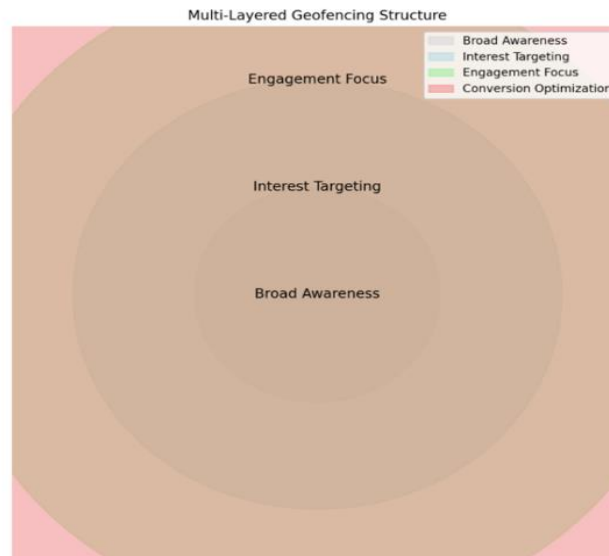 Multi-Layered Geofencing Structure
Broad Awareness
Interest Targeting
Engagement Focus
Conversion Optimization
Engagement Focus
Interest Targeting
Broad Awareness